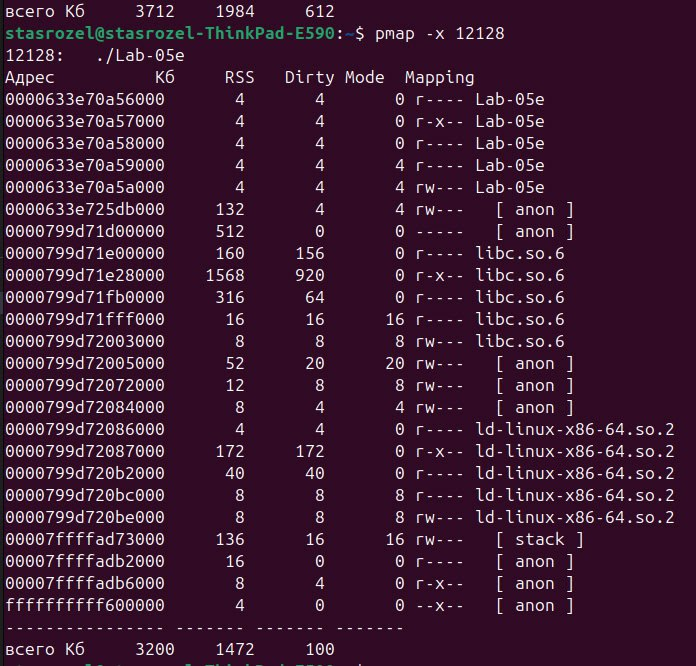 всего Кб 3712 1984 612
stasrozel@stasrozel-ThinkPad-E590:~$ pmap -x 12128
12128: ./Lab-05e
Адрес Кб RSS Dirty Mode Mapping
0000633e70a56000 4 4 0 r---- Lab-05e
0000633e70a57000 4 4 0 r-x-- Lab-05e
0000633e70a58000 4 4 0 r---- Lab-05e
0000633e70a59000 4 4 4 r---- Lab-05e
0000633e70a5a000 4 4 4 rw--- Lab-05e
0000633e725db000 132 4 4 rw--- [ anon ]
0000799d71d00000 512 0 0 ----- [ anon ]
0000799d71e00000 160 156 0 r---- libc.so.6
0000799d71e28000 1568 920 0 r-x-- libc.so.6
0000799d71fb0000 316 64 0 r---- libc.so.6
0000799d71fff000 16 16 16 r---- libc.so.6
0000799d72003000 8 8 8 rw--- libc.so.6
0000799d72005000 52 20 20 rw--- [ anon ]
0000799d72072000 12 8 8 rw--- [ anon ]
0000799d72084000 8 4 4 rw--- [ anon ]
0000799d72086000 4 4 0 r---- ld-linux-x86-64.so.2
0000799d72087000 172 172 0 r-x-- ld-linux-x86-64.so.2
0000799d720b2000 40 40 0 r---- ld-linux-x86-64.so.2
0000799d720bc000 8 8 8 r---- ld-linux-x86-64.so.2
0000799d720be000 8 8 8 rw--- ld-linux-x86-64.so.2
00007ffffad73000 136 16 16 rw--- [ stack ]
00007ffffadb2000 16 0 0 r---- [ anon ]
00007ffffadb6000 8 4 0 r-x-- [ anon ]
ffffffffff600000 4 0 0 --x-- [ anon ]
---------------- ------- ------- -------
всего Кб 3200 1472 100